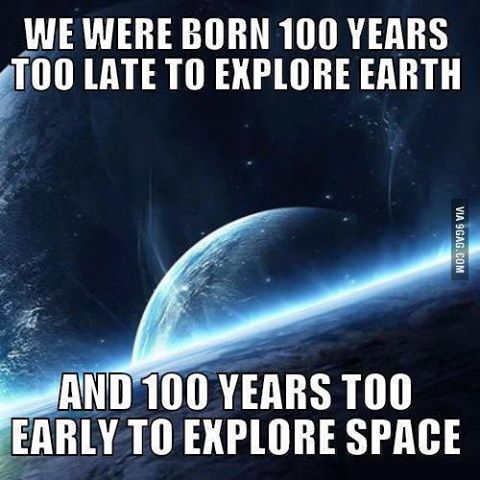 WE WERE BORN 100 YEARS
TOO LATE TO EXPLORE EARTH
VIA 9GAG.COM
AND 100 YEARS TOO
EARLY TO EXPLORE SPACE